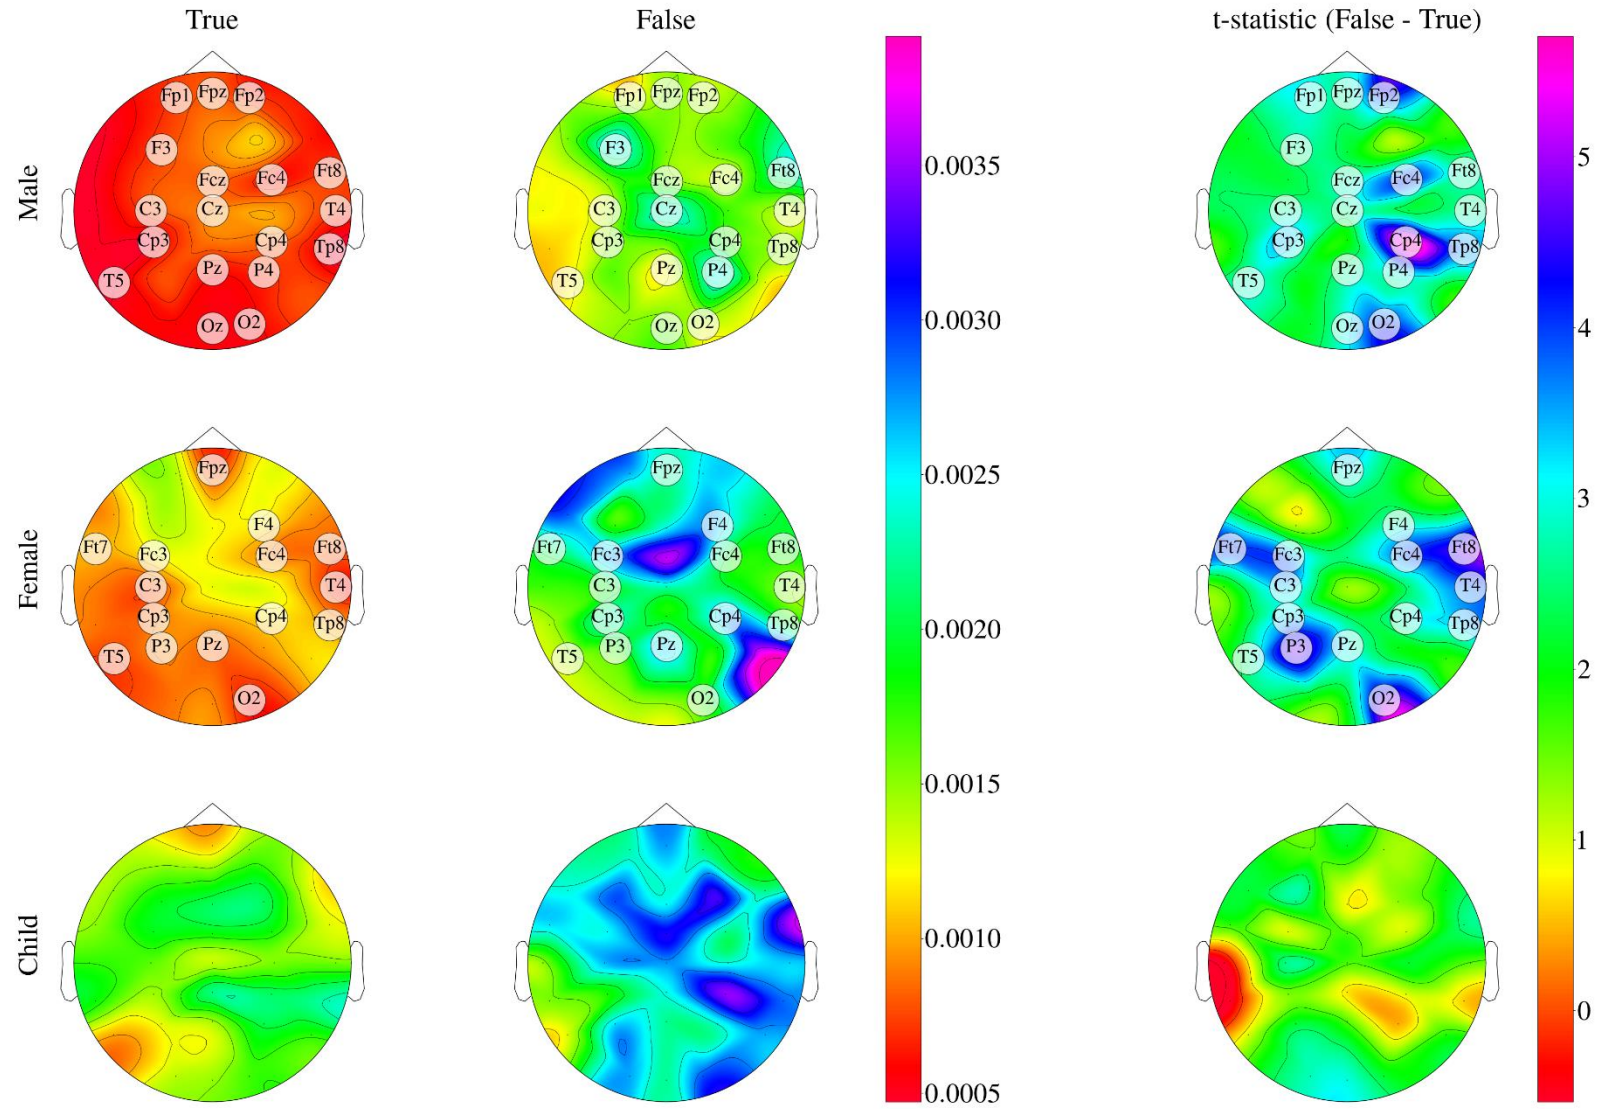 True
False
t-statistic (False - True)
Male
Fp1 Fpz Fp2
F3
Fcz Fc4 Ft8
C3 Cz T4
Cp3 Cp4 Tp8
T5 Pz P4
Oz O2
Fp1 Fpz Fp2
F3
Fcz Fc4 Ft8
C3 Cz T4
Cp3 Cp4 Tp8
T5 Pz P4
Oz O2
Fp1 Fpz Fp2
F3
Fcz Fc4 Ft8
C3 Cz T4
Cp3 Cp4 Tp8
T5 Pz P4
Oz O2
Female
Fpz
F4
Ft7 Fc3 Fc4 Ft8
C3 T4
Cp3 Cp4 Tp8
T5 P3 Pz
O2
Fpz
F4
Ft7 Fc3 Fc4 Ft8
C3 T4
Cp3 Cp4 Tp8
T5 P3 Pz
O2
Fpz
F4
Ft7 Fc3 Fc4 Ft8
C3 T4
Cp3 Cp4 Tp8
T5 P3 Pz
O2
Child
0.0035
0.0030
0.0025
0.0020
0.0015
0.0010
0.0005
5
4
3
2
1
0